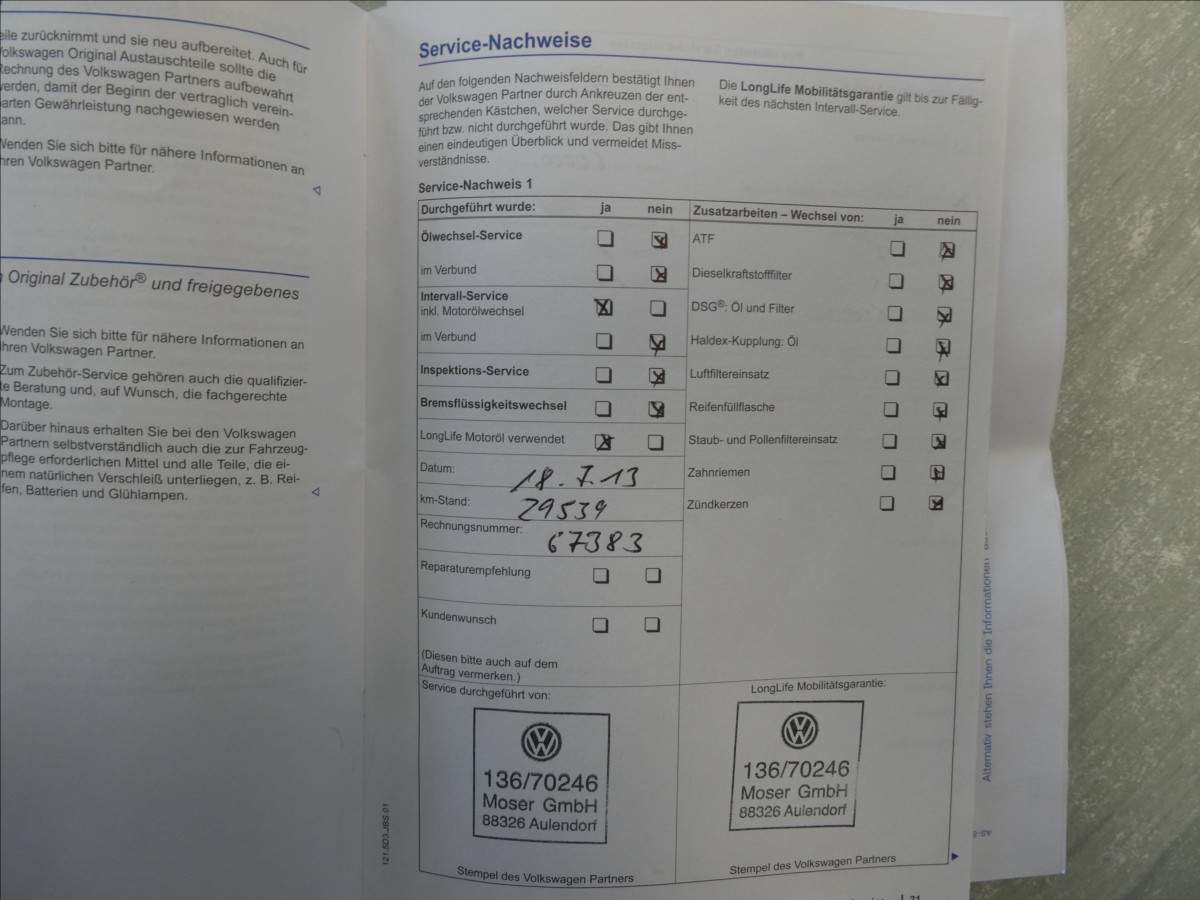 eile zurücknimmt und sie neu aufbereitet. Auch für
Volkswagen Original Austauschteile sollte die
Rechnung des Volkswagen Partners aufbewahrt
werden, damit der Beginn der vertraglich verein-
barten Gewährleistung nachgewiesen werden
kann.
Wenden Sie sich bitte für nähere Informationen an
Ihren Volkswagen Partner.
Original Zubehör® und freigegebenes
Wenden Sie sich bitte für nähere Informationen an
Ihren Volkswagen Partner.
Zum Zubehör-Service gehören auch die qualifizier-
te Beratung und, auf Wunsch, die fachgerechte
Montage.
Darüber hinaus erhalten Sie bei den Volkswagen
Partnern selbstverständlich auch die zur Fahrzeug-
pflege erforderlichen Mittel und alle Teile, die ei-
nem natürlichen Verschleiß unterliegen, z. B. Rei-
fen, Batterien und Glühlampen.
Service-Nachweise
Auf den folgenden Nachweisfeldern bestätigt Ihnen
der Volkswagen Partner durch Ankreuzen der ent-
sprechenden Kästchen, welcher Service durchge-
führt bzw. nicht durchgeführt wurde. Das gibt Ihnen
einen eindeutigen Überblick und vermeidet Miss-
verständnisse.
Die LongLife Mobilitätsgarantie gilt bis zur Fällig-
keit des nächsten Intervall-Service.
Service-Nachweis 1
Durchgeführt wurde: ja nein
Ölwechsel-Service
im Verbund
Intervall-Service
inkl. Motorölwechsel
im Verbund
Inspektions-Service
Bremsflüssigkeitswechsel
LongLife Motoröl verwendet
Datum: 18.7.13
km-Stand: 29539
Rechnungsnummer: 67383
Reparaturempfehlung
Kundenwunsch
(Diesen bitte auch auf dem
Auftrag vermerken.)
Zusatzarbeiten – Wechsel von: ja nein
ATF
Dieselkraftstofffilter
DSG®: Öl und Filter
Haldex-Kupplung: Öl
Luftfiltereinsatz
Reifenfüllflasche
Staub- und Pollenfiltereinsatz
Zahnriemen
Zündkerzen
Service durchgeführt von:
136/70246
Moser GmbH
88326 Aulendorf
Stempel des Volkswagen Partners
LongLife Mobilitätsgarantie:
136/70246
Moser GmbH
88326 Aulendorf
Stempel des Volkswagen Partners
121.5D3.JBS.01
Alternativ stehen Ihnen die Informationen